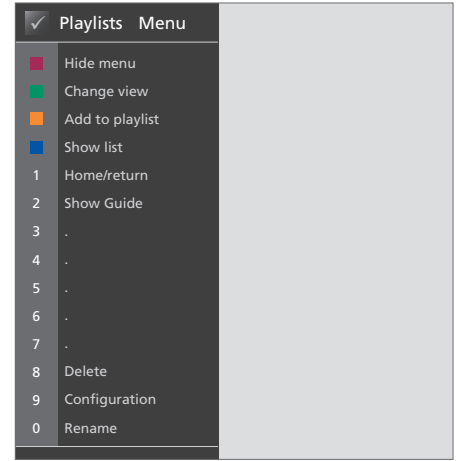 Playlists Menu
Hide menu
Change view
Add to playlist
Show list
1 Home/return
2 Show Guide
3 .
4 .
5 .
6 .
7 .
8 Delete
9 Configuration
0 Rename